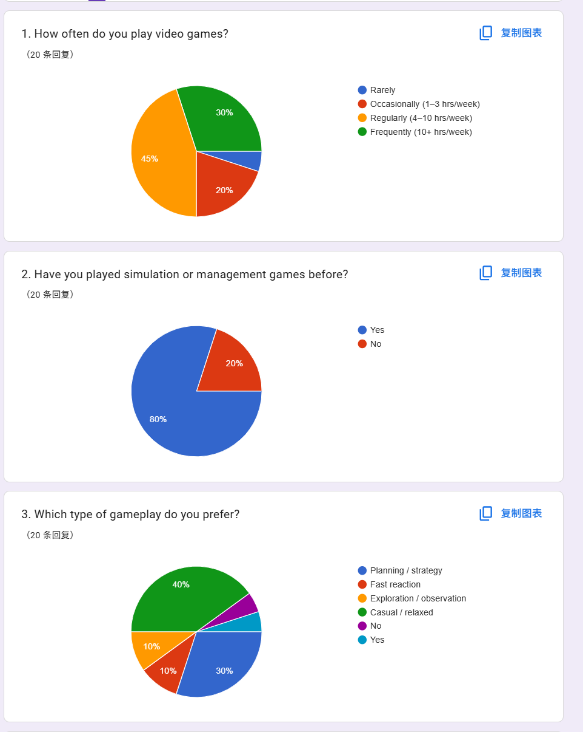 1. How often do you play video games?
复制图表
（20 条回复）
30%
45%
20%
Rarely
Occasionally (1–3 hrs/week)
Regularly (4–10 hrs/week)
Frequently (10+ hrs/week)
2. Have you played simulation or management games before?
复制图表
（20 条回复）
20%
80%
Yes
No
3. Which type of gameplay do you prefer?
复制图表
（20 条回复）
40%
10%
10%
30%
Planning / strategy
Fast reaction
Exploration / observation
Casual / relaxed
No
Yes